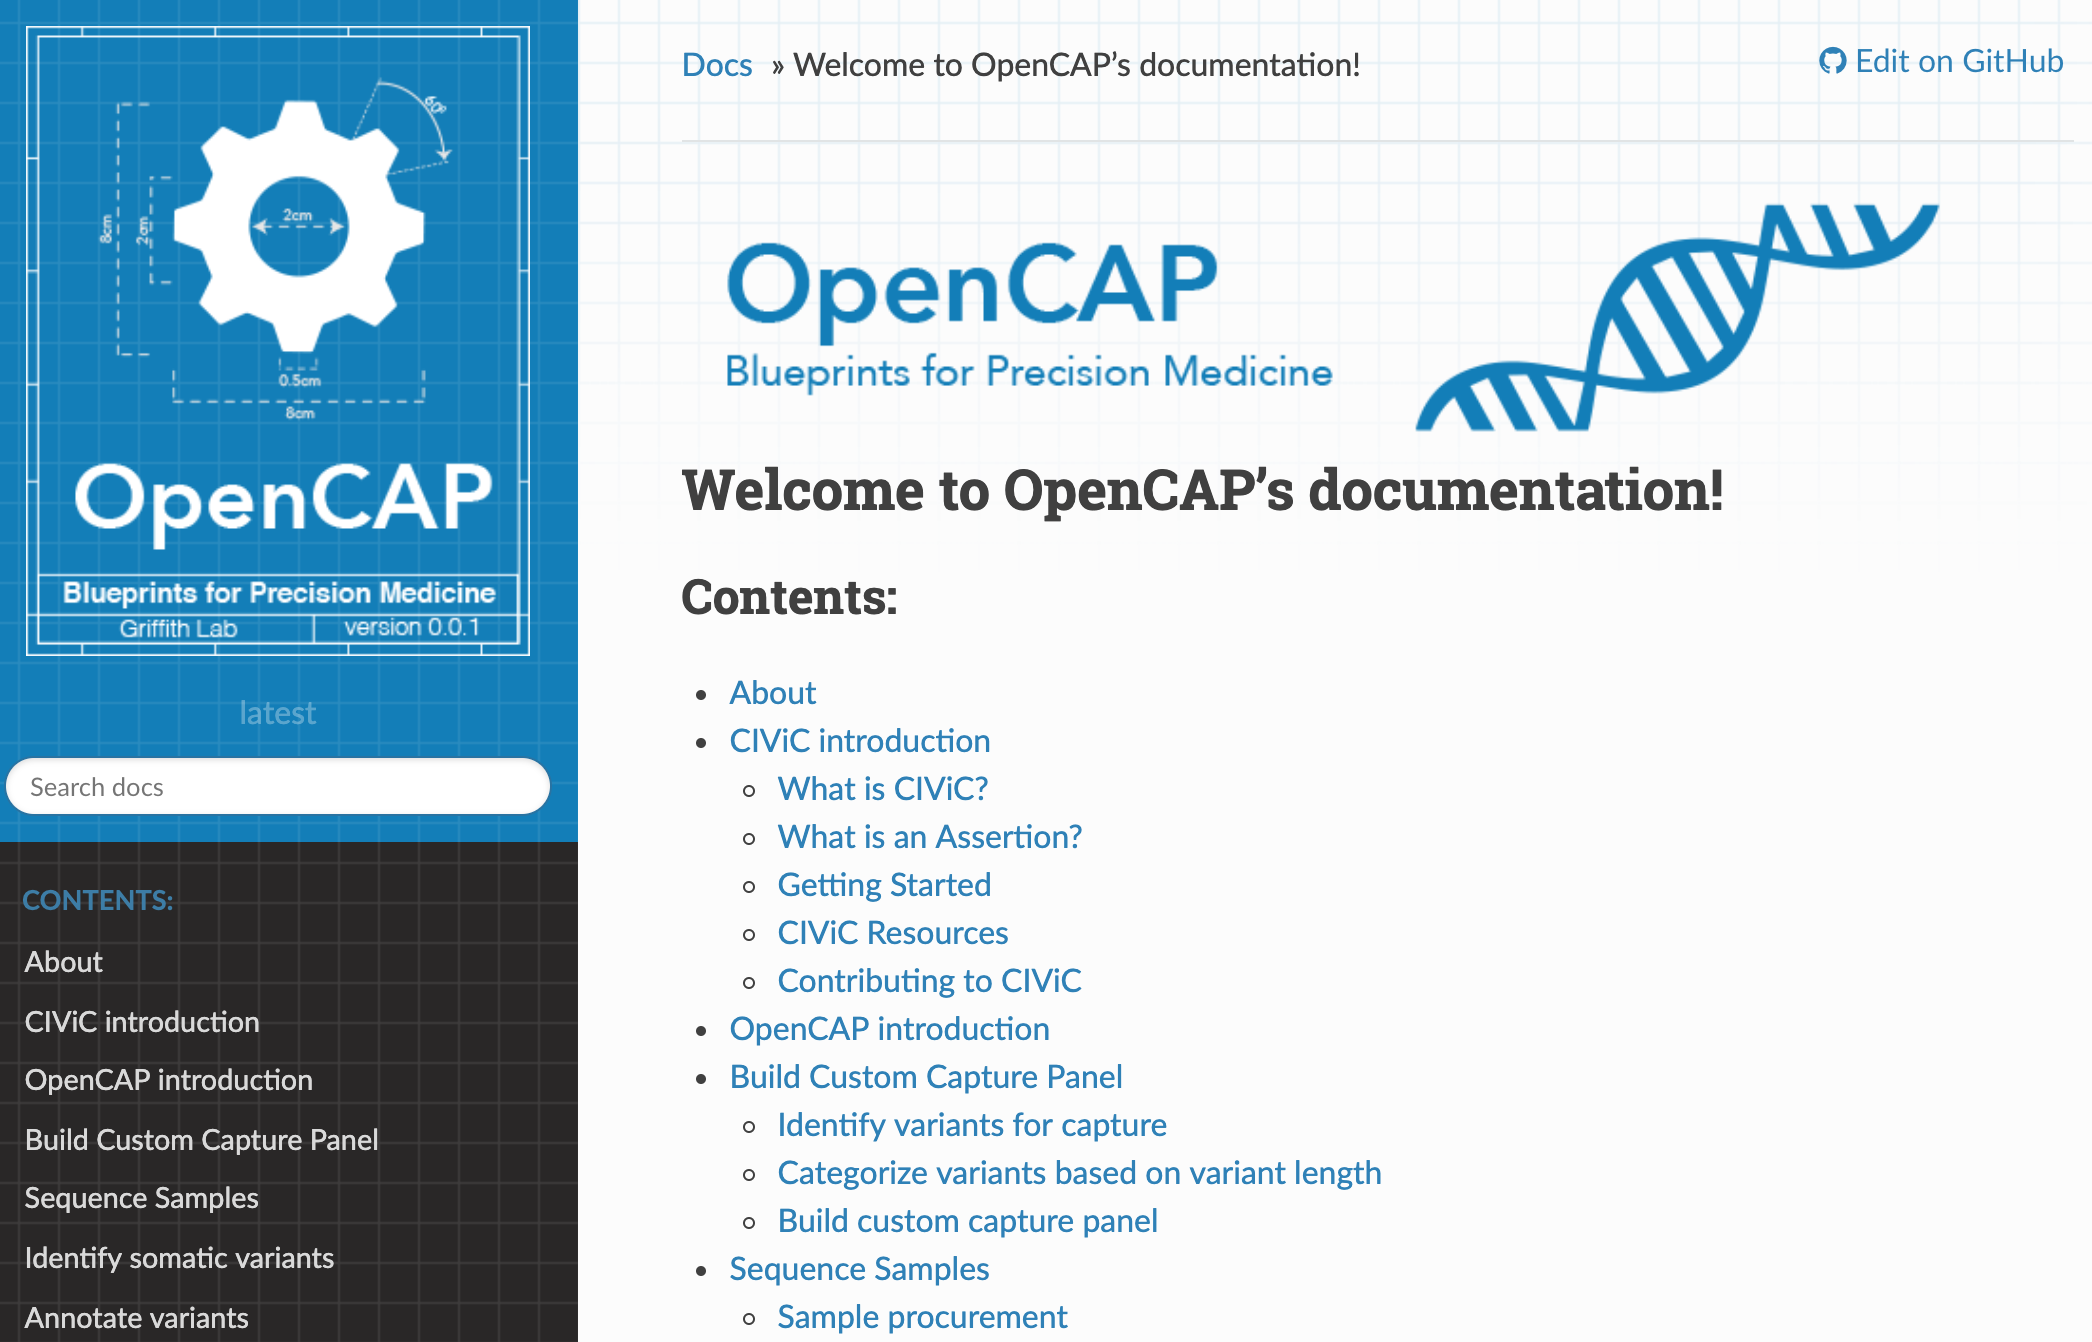 60º
8cm
2cm
2cm
0.5cm
8cm
OpenCAP
Blueprints for Precision Medicine
Griffith Lab
version 0.0.1
latest
Search docs
CONTENTS:
About
CIViC introduction
OpenCAP introduction
Build Custom Capture Panel
Sequence Samples
Identify somatic variants
Annotate variants
Docs » Welcome to OpenCAP’s documentation!
Edit on GitHub
OpenCAP
Blueprints for Precision Medicine
Welcome to OpenCAP’s documentation!
Contents:
About
CIViC introduction
What is CIViC?
What is an Assertion?
Getting Started
CIViC Resources
Contributing to CIViC
OpenCAP introduction
Build Custom Capture Panel
Identify variants for capture
Categorize variants based on variant length
Build custom capture panel
Sequence Samples
Sample procurement